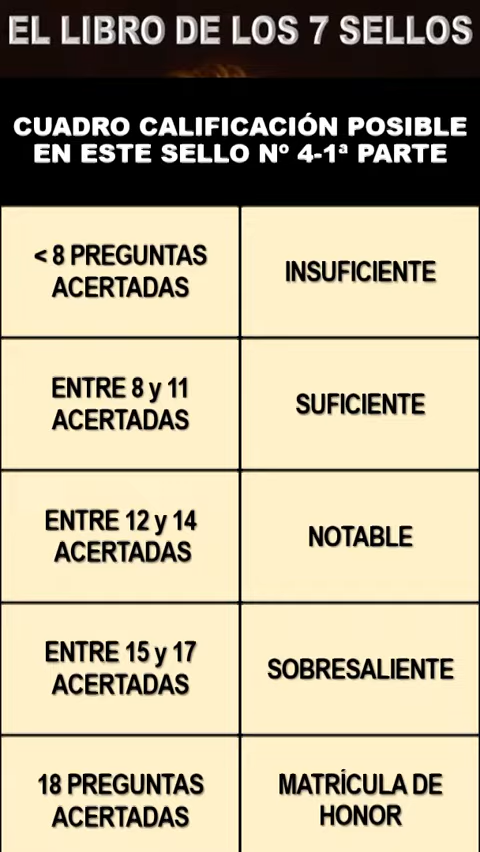 EL LIBRO DE LOS 7 SELLOS
CUADRO CALIFICACIÓN POSIBLE
EN ESTE SELLO Nº 4-1ª PARTE
< 8 PREGUNTAS
ACERTADAS
INSUFICIENTE
ENTRE 8 y 11
ACERTADAS
SUFICIENTE
ENTRE 12 y 14
ACERTADAS
NOTABLE
ENTRE 15 y 17
ACERTADAS
SOBRESALIENTE
18 PREGUNTAS
ACERTADAS
MATRÍCULA DE
HONOR